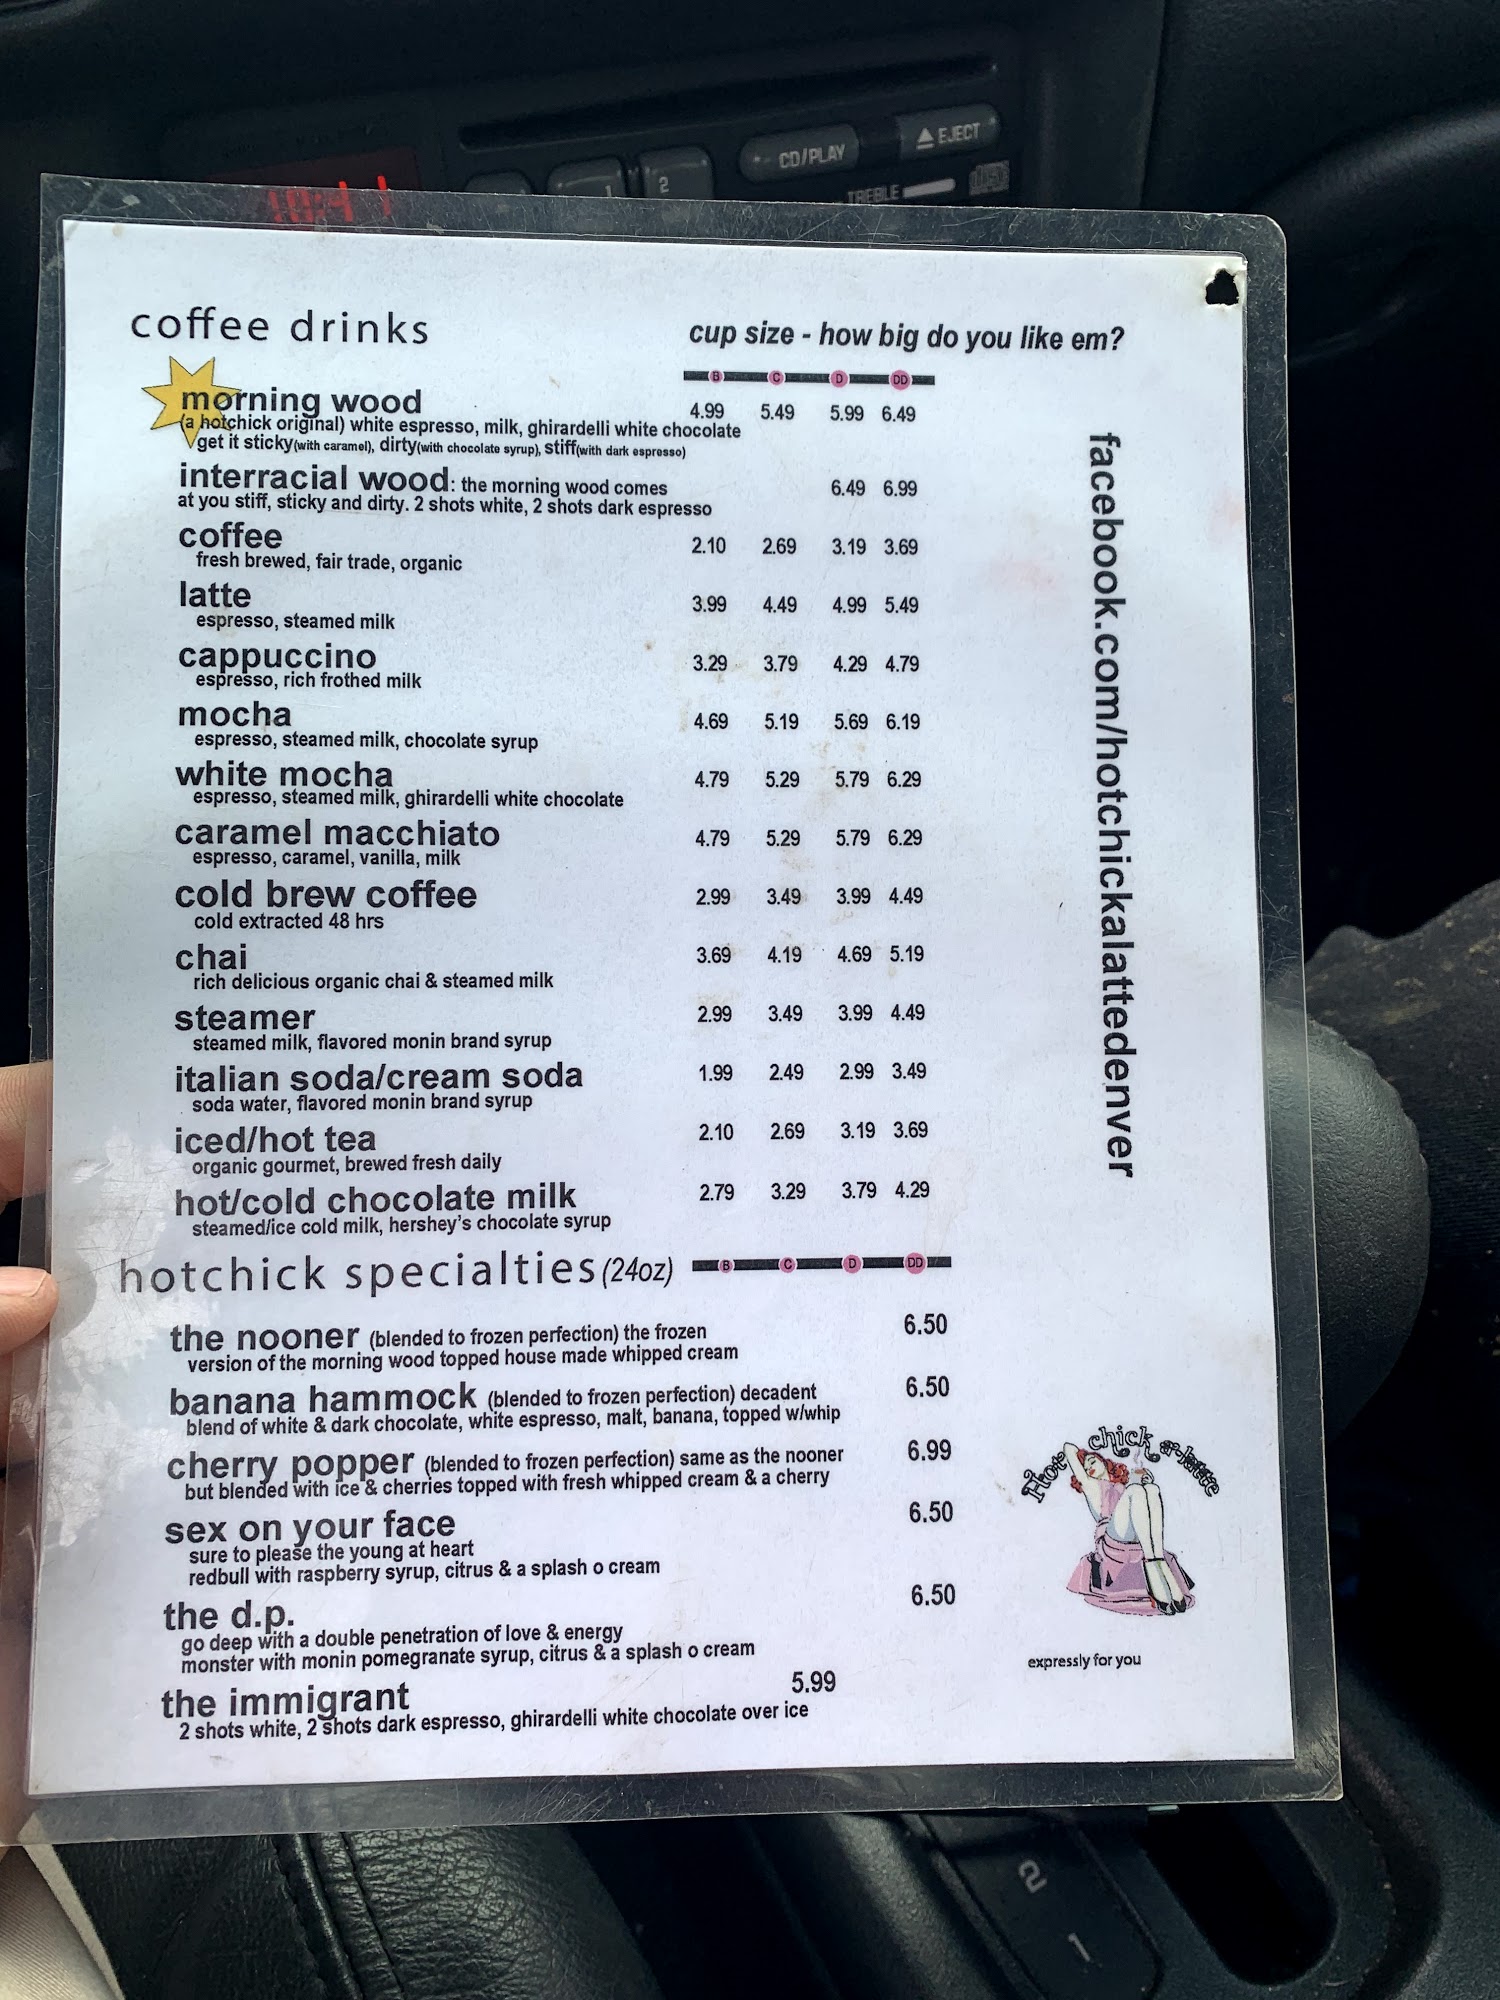 CD/PLAY
EJECT
1
2
TREBLE
10:41
coffee drinks
cup size - how big do you like em?
B C D DD
morning wood 4.99 5.49 5.99 6.49
(a hotchick original) white espresso, milk, ghirardelli white chocolate
get it sticky(with caramel), dirty(with chocolate syrup), stiff(with dark espresso)
interracial wood: the morning wood comes 6.49 6.99
at you stiff, sticky and dirty. 2 shots white, 2 shots dark espresso
coffee 2.10 2.69 3.19 3.69
fresh brewed, fair trade, organic
latte 3.99 4.49 4.99 5.49
espresso, steamed milk
cappuccino 3.29 3.79 4.29 4.79
espresso, rich frothed milk
mocha 4.69 5.19 5.69 6.19
espresso, steamed milk, chocolate syrup
white mocha 4.79 5.29 5.79 6.29
espresso, steamed milk, ghirardelli white chocolate
caramel macchiato 4.79 5.29 5.79 6.29
espresso, caramel, vanilla, milk
cold brew coffee 2.99 3.49 3.99 4.49
cold extracted 48 hrs
chai 3.69 4.19 4.69 5.19
rich delicious organic chai & steamed milk
steamer 2.99 3.49 3.99 4.49
steamed milk, flavored monin brand syrup
italian soda/cream soda 1.99 2.49 2.99 3.49
soda water, flavored monin brand syrup
iced/hot tea 2.10 2.69 3.19 3.69
organic gourmet, brewed fresh daily
hot/cold chocolate milk 2.79 3.29 3.79 4.29
steamed/ice cold milk, hershey's chocolate syrup
hotchick specialties (24oz) B C D DD
the nooner (blended to frozen perfection) the frozen 6.50
version of the morning wood topped house made whipped cream
banana hammock (blended to frozen perfection) decadent 6.50
blend of white & dark chocolate, white espresso, malt, banana, topped w/whip
cherry popper (blended to frozen perfection) same as the nooner 6.99
but blended with ice & cherries topped with fresh whipped cream & a cherry
sex on your face 6.50
sure to please the young at heart
redbull with raspberry syrup, citrus & a splash o cream
the d.p. 6.50
go deep with a double penetration of love & energy
monster with monin pomegranate syrup, citrus & a splash o cream
the immigrant 5.99
2 shots white, 2 shots dark espresso, ghirardelli white chocolate over ice
facebook.com/hotchickalattedenver
Hot chick a-latte
expressly for you
2
1